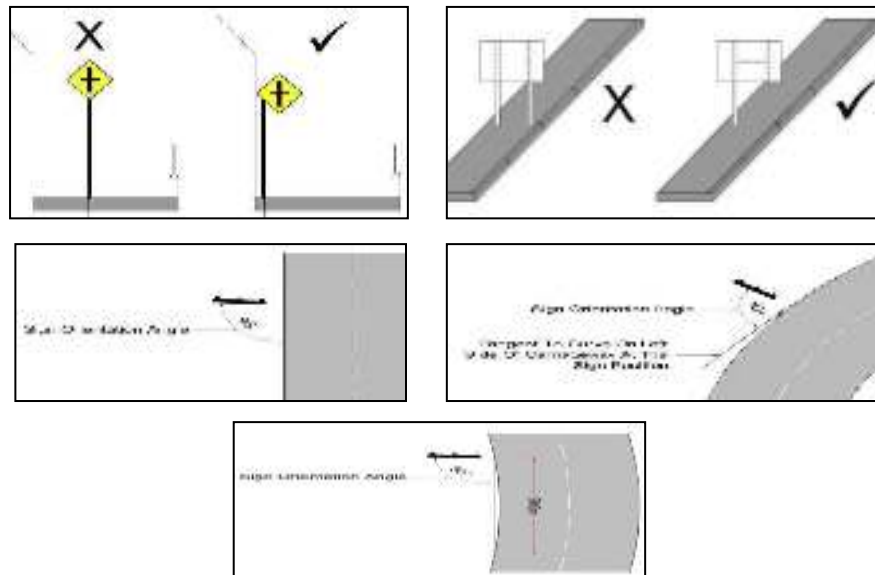 X
X
Sign Orientation Angle
Sign Orientation Angle
Tangent To Curve On Left
Side Of Carriageway At The
Sign Position
Sign Orientation Angle